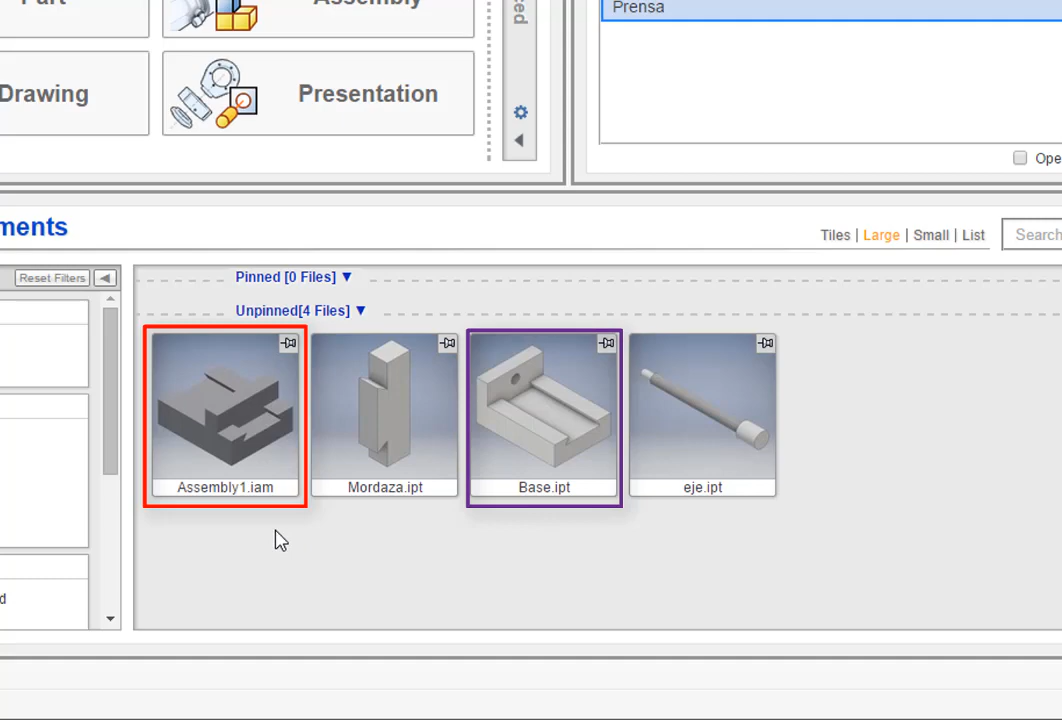 Part
Assembly
Prensa
Drawing
Presentation
Ope
ments
Tiles | Large | Small | List
Search
Reset Filters
Pinned [0 Files] ▼
Unpinned[4 Files] ▼
Assembly1.iam
Mordaza.ipt
Base.ipt
eje.ipt
d